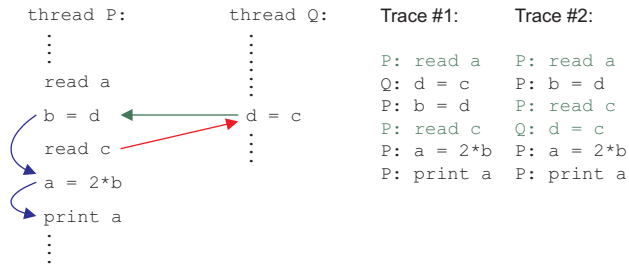 thread P: thread Q: Trace #1: Trace #2:
read a P: read a P: read a
Q: d = c P: b = d
b = d d = c P: b = d P: read c
read c P: read c Q: d = c
P: a = 2*b P: a = 2*b
a = 2*b P: print a P: print a
print a